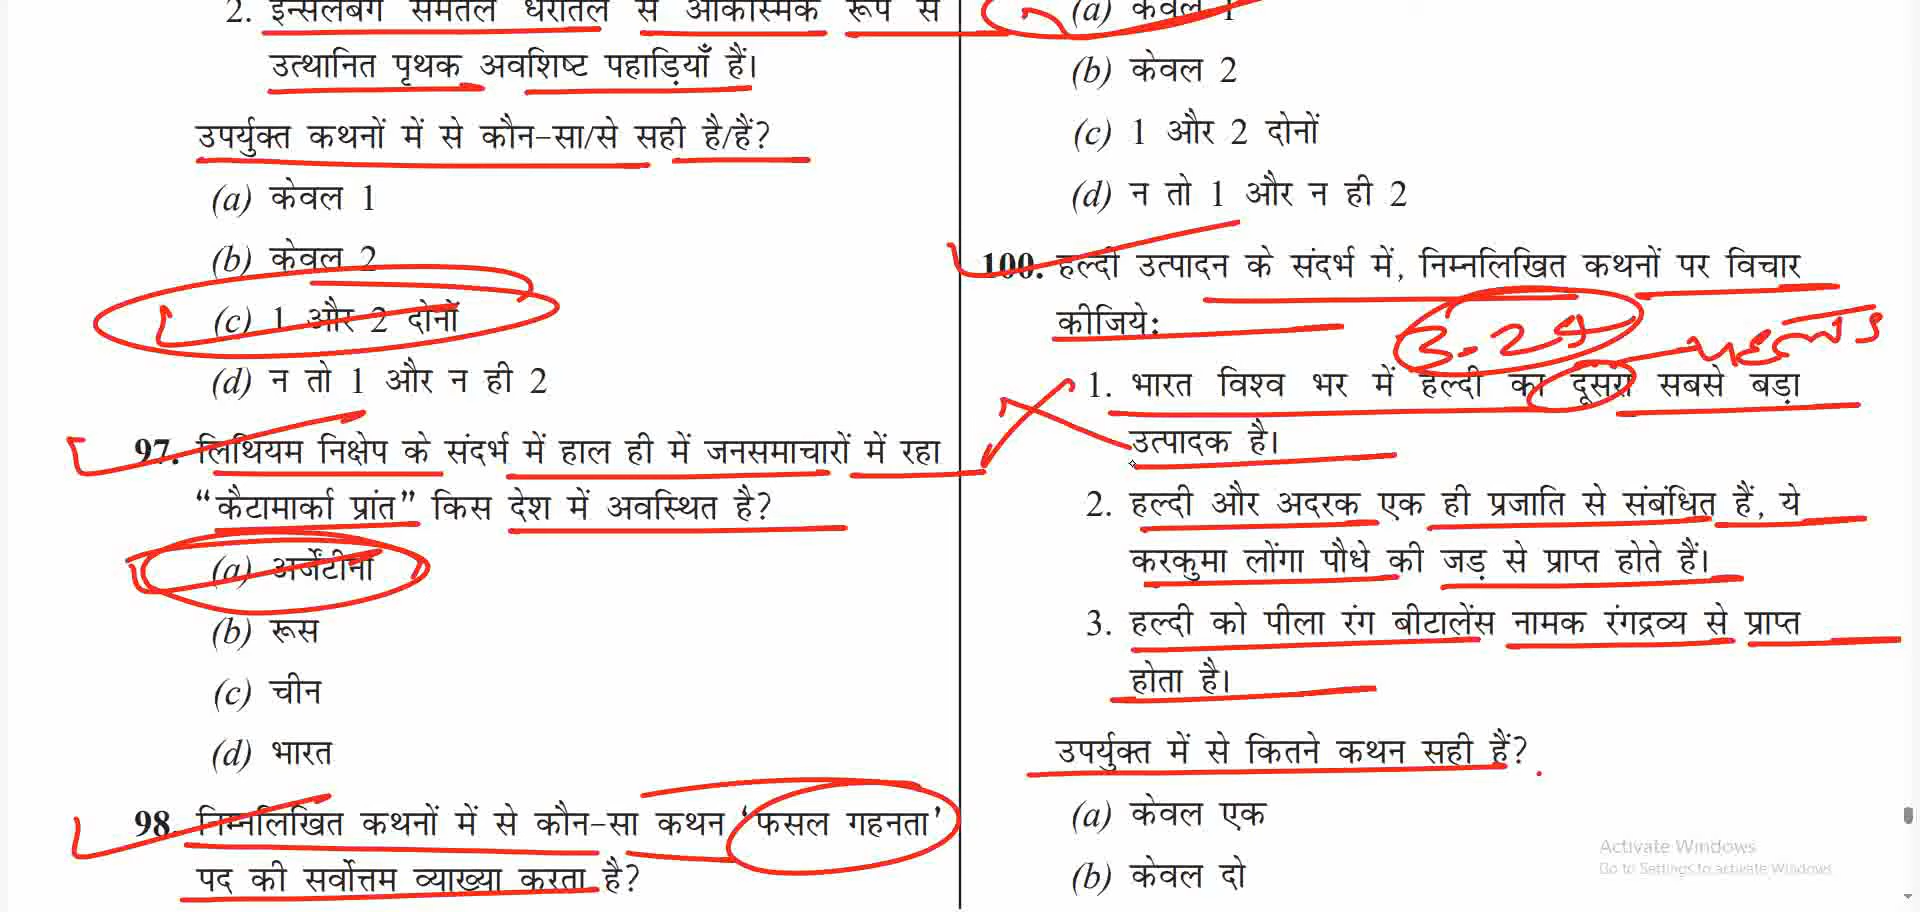 2. इन्सेलबर्ग समतल धरातल से आकस्मिक रूप से
उत्थानित पृथक अवशिष्ट पहाड़ियाँ हैं।
उपर्युक्त कथनों में से कौन-सा/से सही है/हैं?
(a) केवल 1
(b) केवल 2
(c) 1 और 2 दोनों
(d) न तो 1 और न ही 2
97. लिथियम निक्षेप के संदर्भ में हाल ही में जनसमाचारों में रहा
“कैटामार्का प्रांत” किस देश में अवस्थित है?
(a) अर्जेंटीना
(b) रूस
(c) चीन
(d) भारत
98. निम्नलिखित कथनों में से कौन-सा कथन ‘फसल गहनता’
पद की सर्वोत्तम व्याख्या करता है?
(a) केवल 1
(b) केवल 2
(c) 1 और 2 दोनों
(d) न तो 1 और न ही 2
100. हल्दी उत्पादन के संदर्भ में, निम्नलिखित कथनों पर विचार
कीजिये:
1. भारत विश्व भर में हल्दी का दूसरा सबसे बड़ा
उत्पादक है।
2. हल्दी और अदरक एक ही प्रजाति से संबंधित हैं, ये
करकुमा लोंगा पौधे की जड़ से प्राप्त होते हैं।
3. हल्दी को पीला रंग बीटालेंस नामक रंगद्रव्य से प्राप्त
होता है।
उपर्युक्त में से कितने कथन सही हैं?
(a) केवल एक
(b) केवल दो
Activate Windows
Go to Settings to activate Windows.